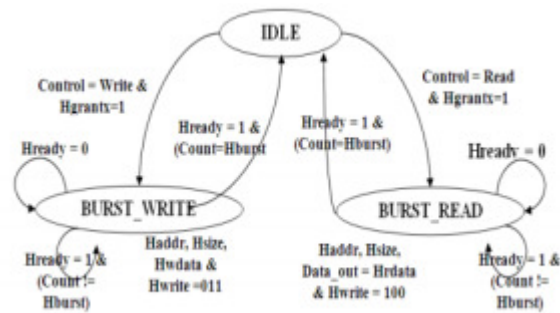 IDLE
Control = Write &
Hgrantx=1
Control = Read
& Hgrantx=1
Hready = 1 &
(Count=Hburst
Hready = 1 &
(Count=Hburst)
Hready = 0
Hready = 0
BURST_WRITE
BURST_READ
Hready = 1 &
(Count !=
Hburst)
Haddr, Hsize,
Hwdata &
Hwrite =011
Haddr, Hsize,
Data_out = Hrdata
& Hwrite = 100
Hready = 1 &
(Count !=
Hburst)